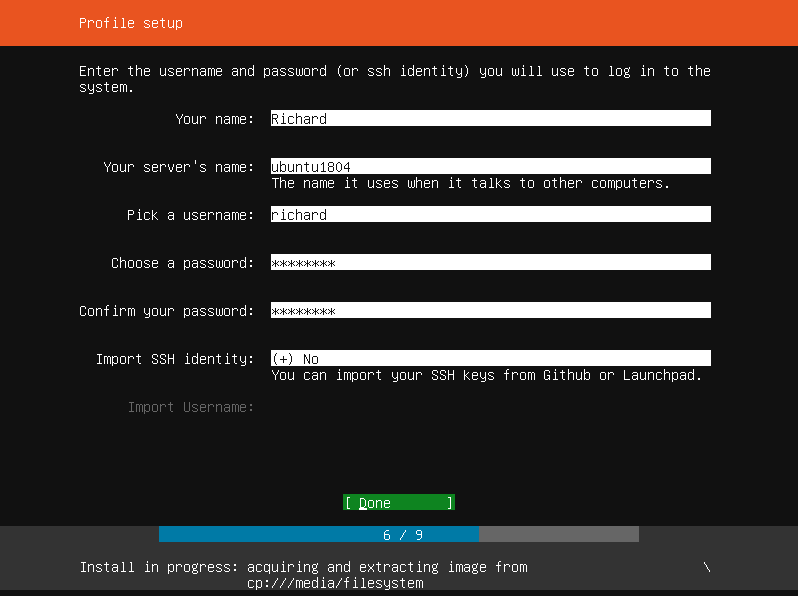 Profile setup
Enter the username and password (or ssh identity) you will use to log in to the
system.
Your name: Richard
Your server's name: ubuntu1804
The name it uses when it talks to other computers.
Pick a username: richard
Choose a password: ********
Confirm your password: ********
Import SSH identity: (+) No
You can import your SSH keys from Github or Launchpad.
Import Username:
[ Done ]
6 / 9
Install in progress: acquiring and extracting image from \
cp:///media/filesystem